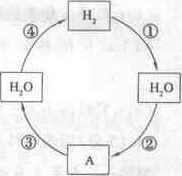 H₂
④ ①
H₂O H₂O
③ ②
A